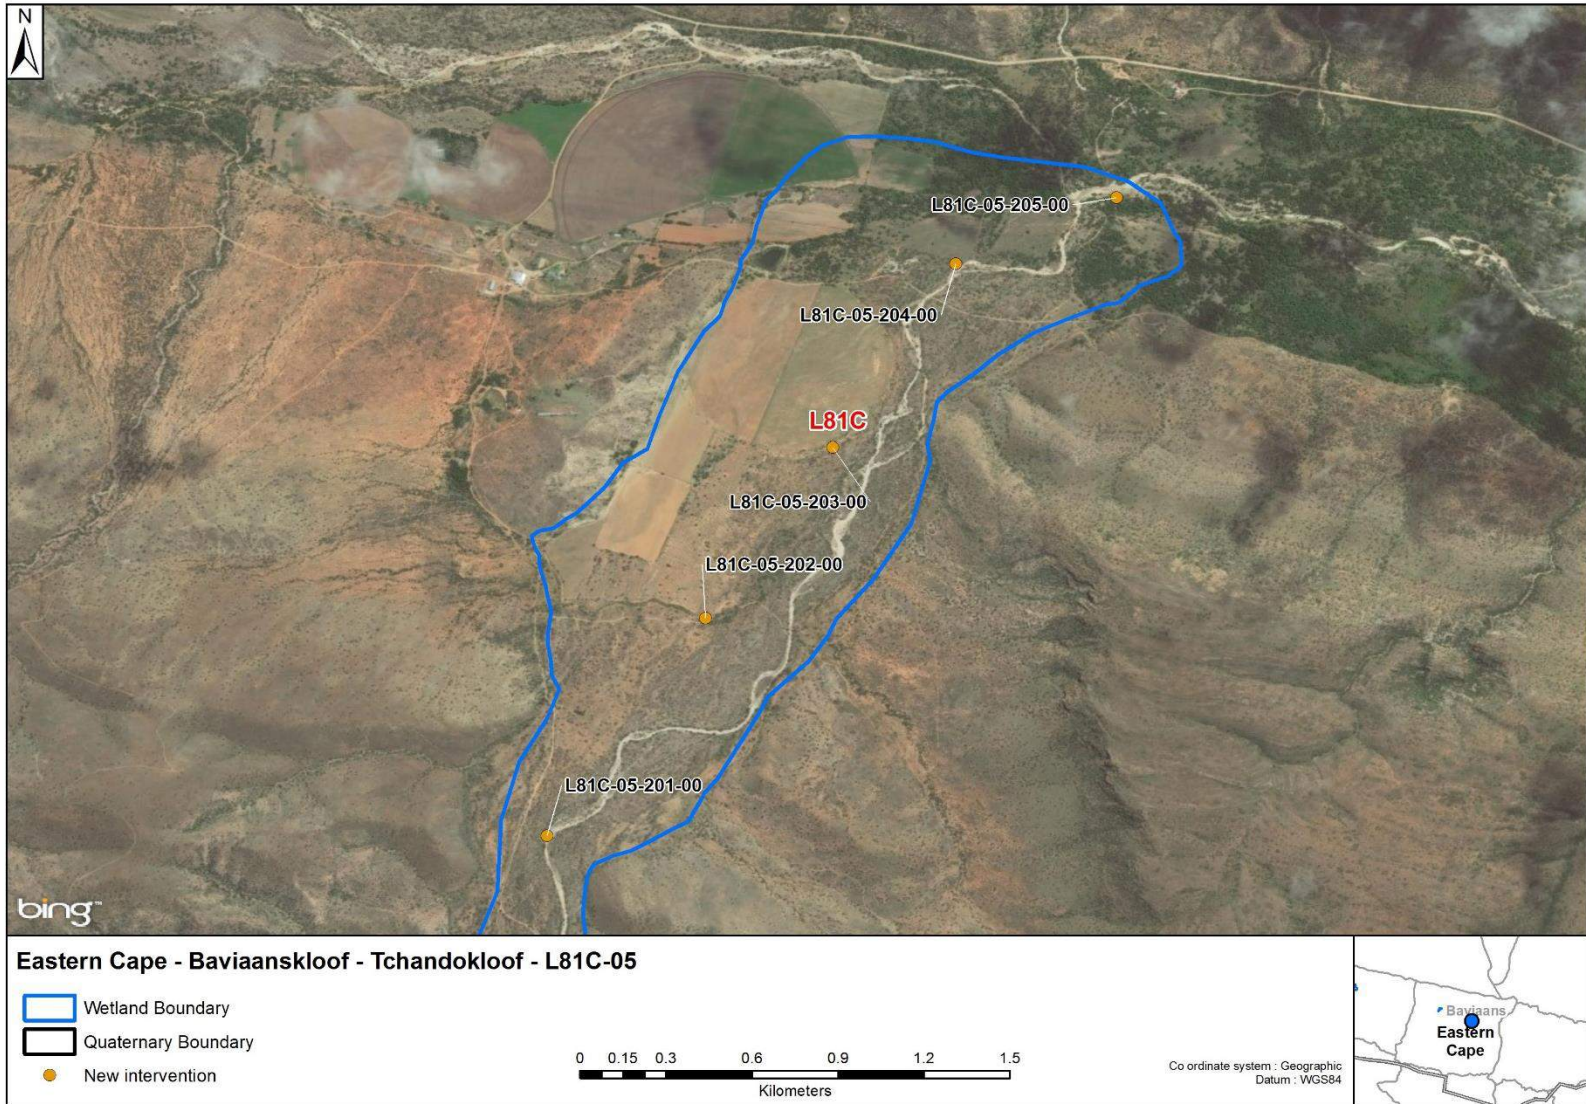 N
L81C-05-205-00
L81C-05-204-00
L81C
L81C-05-203-00
L81C-05-202-00
L81C-05-201-00
bing™
Eastern Cape - Baviaanskloof - Tchandokloof - L81C-05
Wetland Boundary
Quaternary Boundary
New intervention
0 0.15 0.3 0.6 0.9 1.2 1.5
Kilometers
Co ordinate system : Geographic
Datum : WGS84
Baviaans
Eastern
Cape